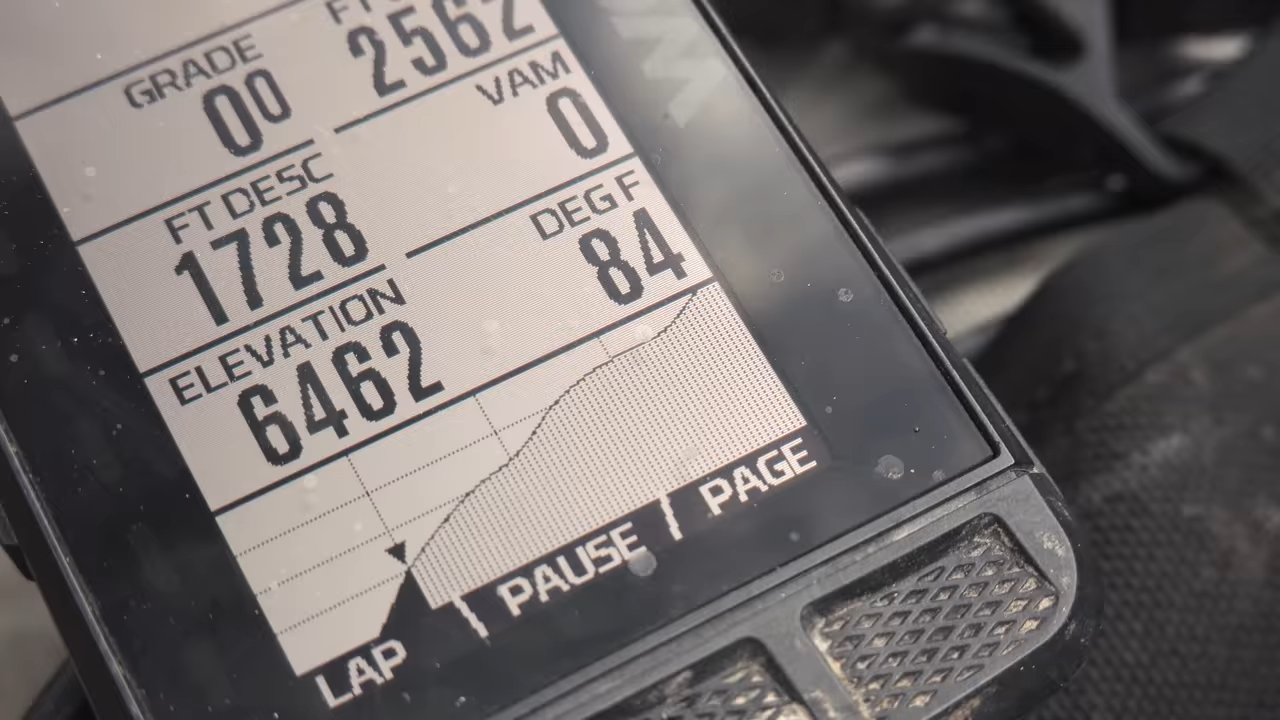 GRADE
0⁰
2562
VAM
0
FT DESC
1728
DEG F
84
ELEVATION
6462
LAP / PAUSE / PAGE